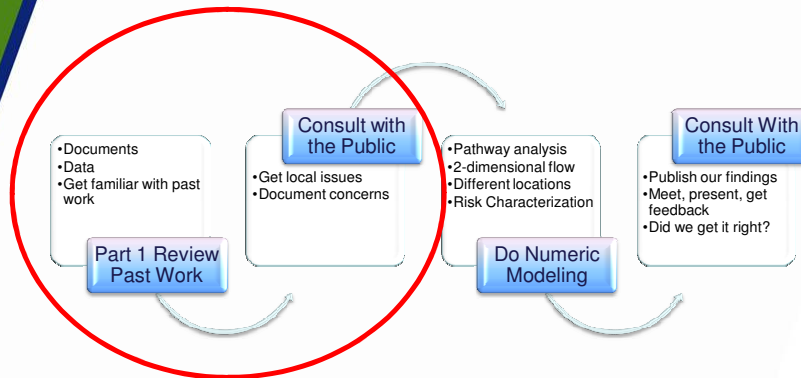 •Documents
•Data
•Get familiar with past
work
Part 1 Review
Past Work
Consult with
the Public
•Get local issues
•Document concerns
•Pathway analysis
•2-dimensional flow
•Different locations
•Risk Characterization
Do Numeric
Modeling
Consult With
the Public
•Publish our findings
•Meet, present, get
feedback
•Did we get it right?